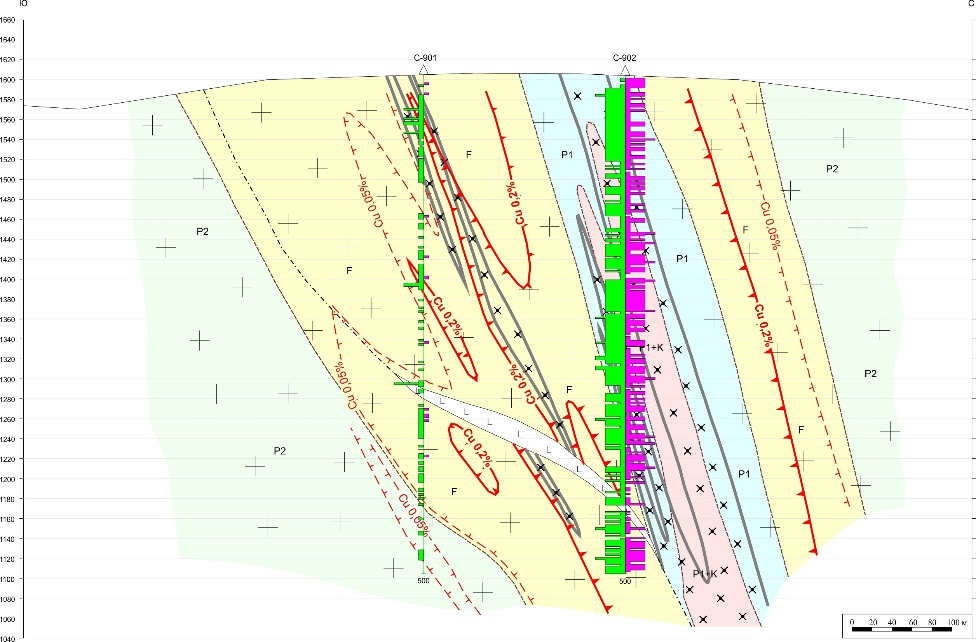 Ю
С
1660
1640
1620
1600
1580
1560
1540
1520
1500
1480
1460
1440
1420
1400
1380
1360
1340
1320
1300
1280
1260
1240
1220
1200
1180
1160
1140
1120
1100
1080
1060
1040
С-901
С-902
F
P1
P2
P2
Cu 0,05%
Cu 0,2%
Cu 0,05%
F
F
P1
Cu 0,2%
Cu 0,2%
P1+K
Cu 0,05%
Cu 0,2%
F
P2
F
Cu 0,2%
P2
P1
F
Cu 0,05%
L
L
L
L
L
L
P1+K
500
500
0 20 40 60 80 100 м